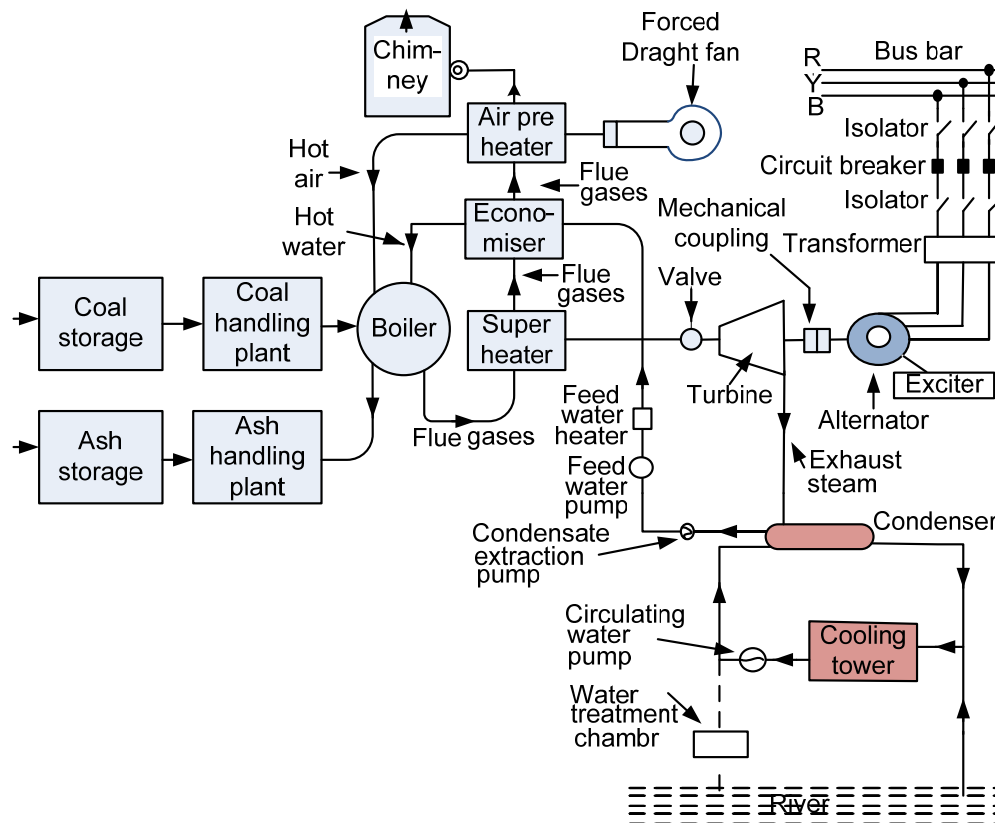 Chim-
ney
Forced
Draght fan
Bus bar
R
Y
B
Air pre
heater
Isolator
Circuit breaker
Isolator
Hot
air
Flue
gases
Mechanical
coupling
Transformer
Hot
water
Econo-
miser
Flue
gases
Valve
Coal
storage
Coal
handling
plant
Boiler
Super
heater
Turbine
Exciter
Alternator
Feed
water
heater
Flue gases
Ash
storage
Ash
handling
plant
Feed
water
pump
Exhaust
steam
Condensate
extraction
pump
Condenser
Circulating
water
pump
Cooling
tower
Water
treatment
chambr
River